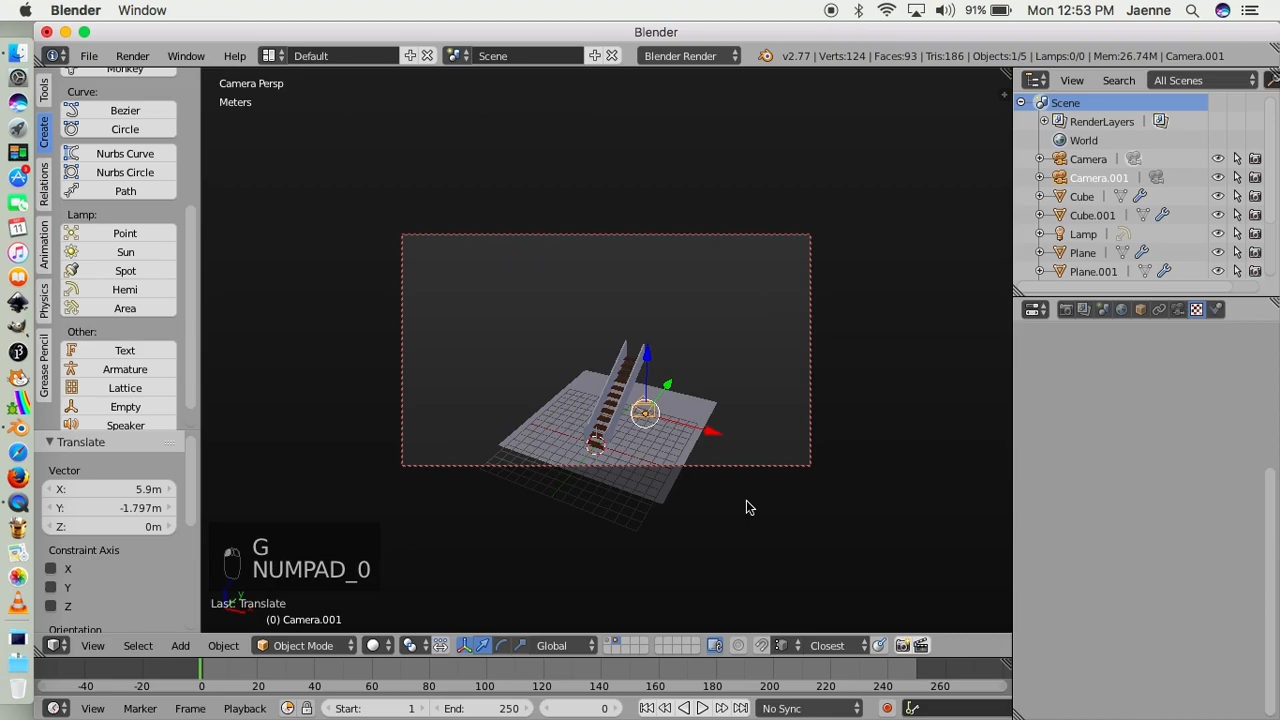 Blender Window 91% Mon 12:53 PM Jaenne
Blender
File Render Window Help Default Scene Blender Render v2.77 | Verts:124 | Faces:93 | Tris:186 | Objects:1/5 | Lamps:0/0 | Mem:26.74M | Camera.001
Tools
Create
Relations
Animation
Physics
Grease Pencil
Monkey
Curve:
Bezier
Circle
Nurbs Curve
Nurbs Circle
Path
Lamp:
Point
Sun
Spot
Hemi
Area
Other:
Text
Armature
Lattice
Empty
Speaker
Translate
Vector
X: 5.9m
Y: -1.797m
Z: 0m
Constraint Axis
X
Y
Z
Orientation
Camera Persp
Meters
G
NUMPAD_0
Last: Translate
(0) Camera.001
View Search All Scenes
Scene
RenderLayers
World
Camera
Camera.001
Cube
Cube.001
Lamp
Plane
Plane.001
View Select Add Object Object Mode Global Closest
-40 -20 0 20 40 60 80 100 120 140 160 180 200 220 240 260
View Marker Frame Playback Start: 1 End: 250 0 No Sync